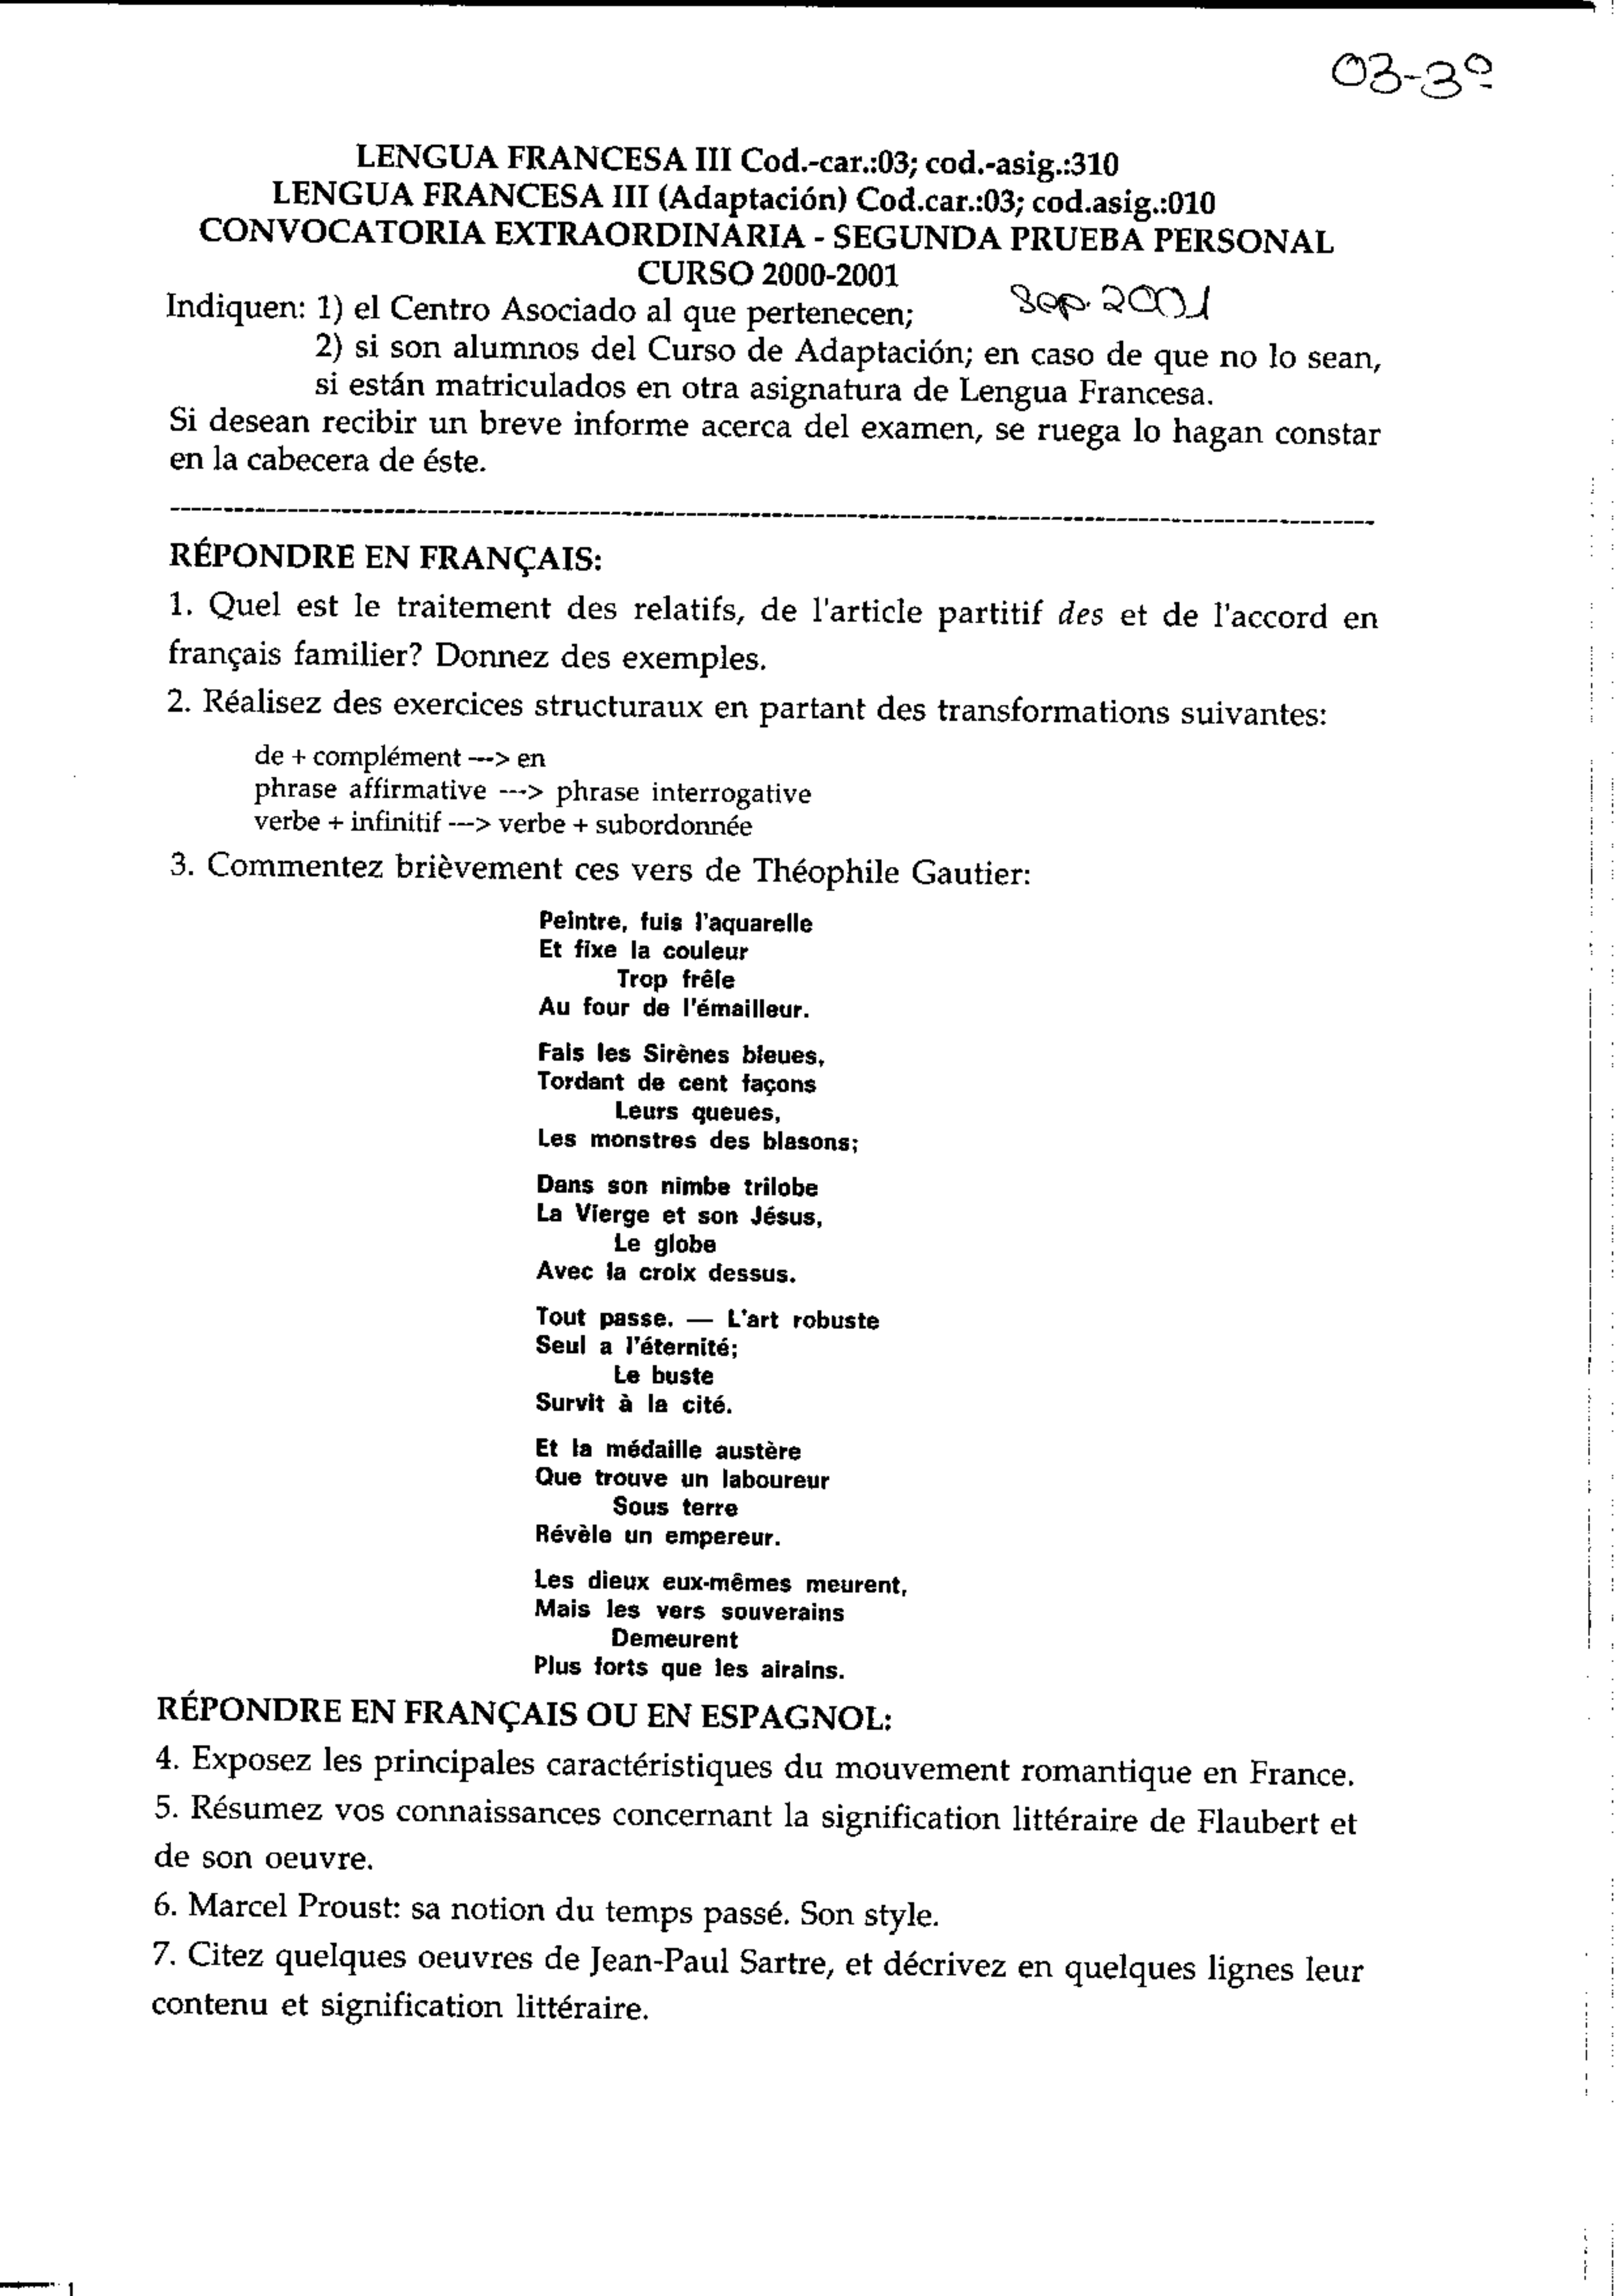 03-3º
LENGUA FRANCESA III Cod.-car.:03; cod.-asig.:310
LENGUA FRANCESA III (Adaptación) Cod.car.:03; cod.asig.:010
CONVOCATORIA EXTRAORDINARIA - SEGUNDA PRUEBA PERSONAL
CURSO 2000-2001
Sep. 2001
Indiquen: 1) el Centro Asociado al que pertenecen;
2) si son alumnos del Curso de Adaptación; en caso de que no lo sean,
si están matriculados en otra asignatura de Lengua Francesa.
Si desean recibir un breve informe acerca del examen, se ruega lo hagan constar
en la cabecera de éste.
RÉPONDRE EN FRANÇAIS:
1. Quel est le traitement des relatifs, de l'article partitif des et de l'accord en
français familier? Donnez des exemples.
2. Réalisez des exercices structuraux en partant des transformations suivantes:
de + complément ---> en
phrase affirmative ---> phrase interrogative
verbe + infinitif ---> verbe + subordonnée
3. Commentez brièvement ces vers de Théophile Gautier:
Peintre, fuis l'aquarelle
Et fixe la couleur
Trop frêle
Au four de l'émailleur.
Fais les Sirènes bleues,
Tordant de cent façons
Leurs queues,
Les monstres des blasons;
Dans son nimbe trilobe
La Vierge et son Jésus,
Le globe
Avec la croix dessus.
Tout passe. — L'art robuste
Seul a l'éternité;
Le buste
Survit à la cité.
Et la médaille austère
Que trouve un laboureur
Sous terre
Révèle un empereur.
Les dieux eux-mêmes meurent,
Mais les vers souverains
Demeurent
Plus forts que les airains.
RÉPONDRE EN FRANÇAIS OU EN ESPAGNOL:
4. Exposez les principales caractéristiques du mouvement romantique en France.
5. Résumez vos connaissances concernant la signification littéraire de Flaubert et
de son oeuvre.
6. Marcel Proust: sa notion du temps passé. Son style.
7. Citez quelques oeuvres de Jean-Paul Sartre, et décrivez en quelques lignes leur
contenu et signification littéraire.